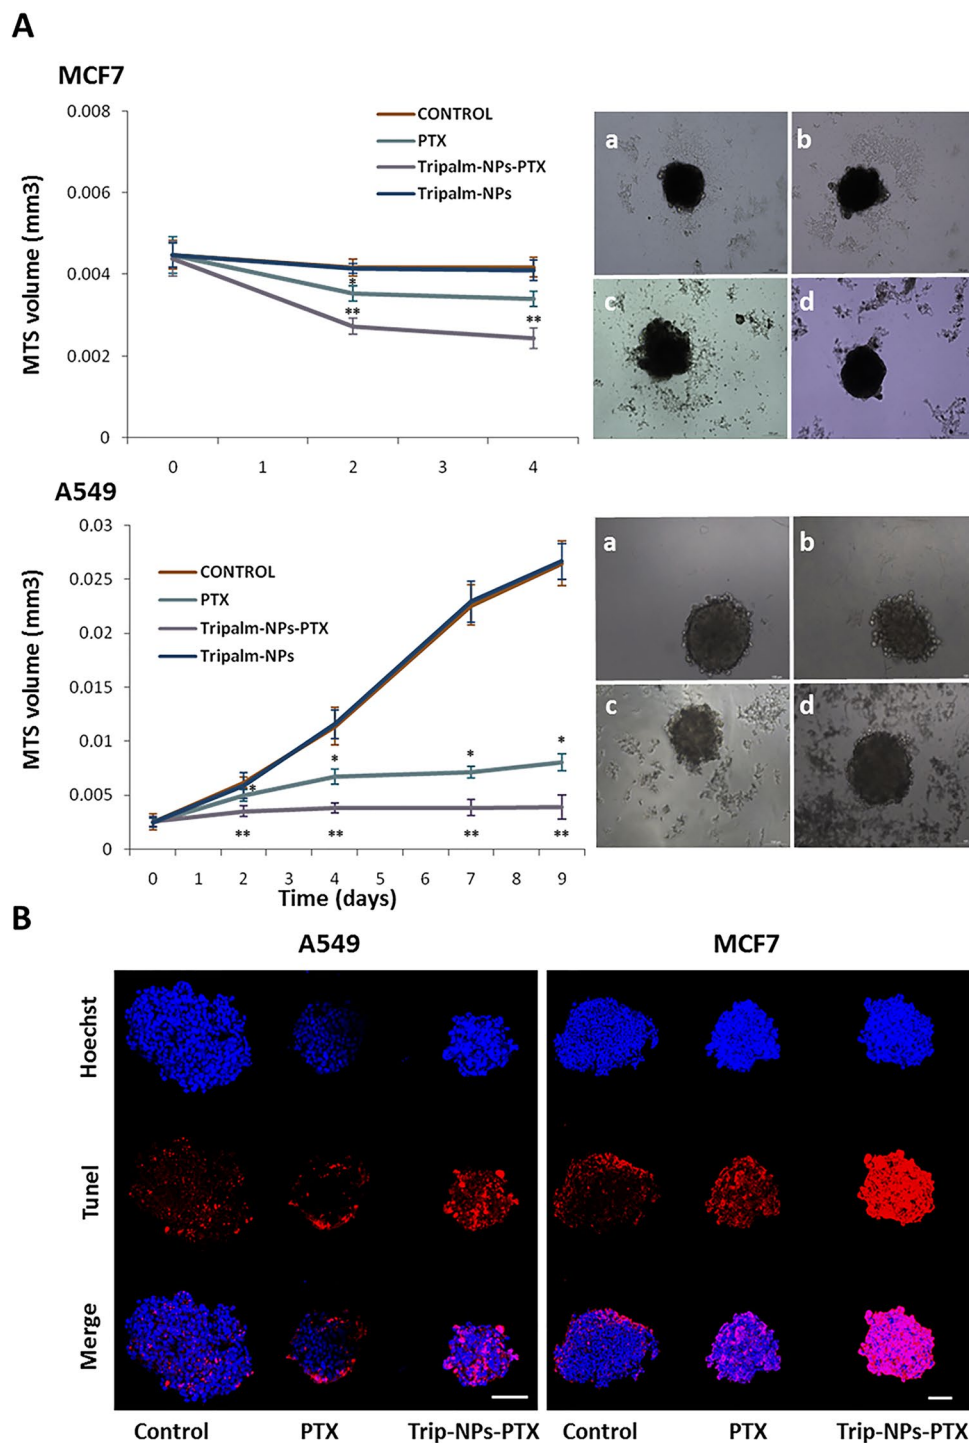 A
MCF7
0.008
0.006
0.004
0.002
0
MTS volume (mm3)
CONTROL
PTX
Tripalm-NPs-PTX
Tripalm-NPs
*
**
**
0 1 2 3 4
a
b
c
d
A549
0.03
0.025
0.02
0.015
0.01
0.005
0
MTS volume (mm3)
CONTROL
PTX
Tripalm-NPs-PTX
Tripalm-NPs
* * * *
** ** ** **
0 1 2 3 4 5 6 7 8 9
Time (days)
a
b
c
d
B
A549 MCF7
Hoechst
Tunel
Merge
Control PTX Trip-NPs-PTX Control PTX Trip-NPs-PTX